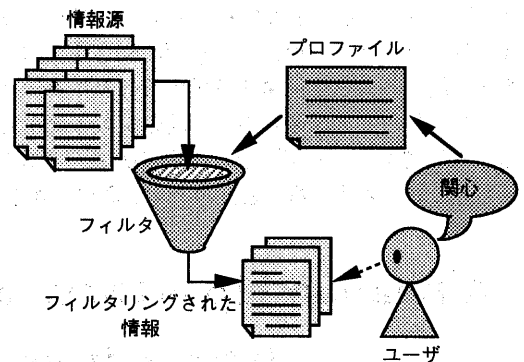 情報源
プロファイル
関心
フィルタ
フィルタリングされた
情報
ユーザ